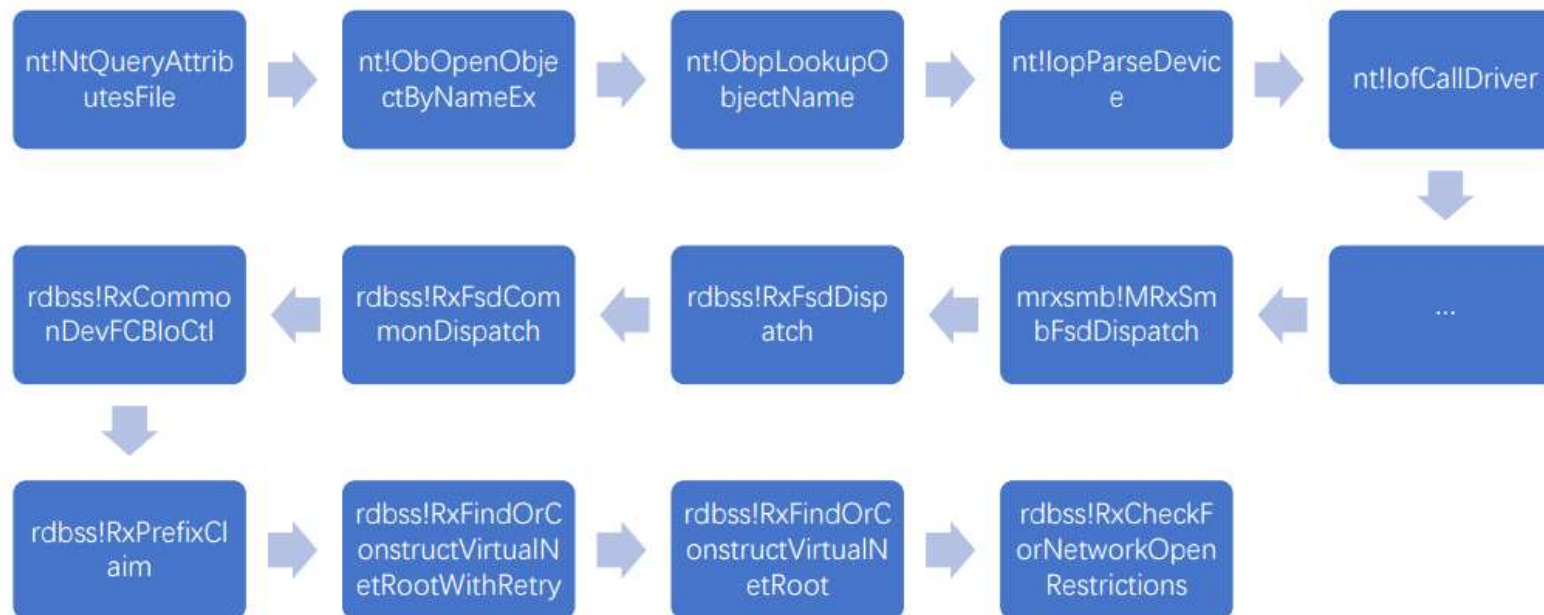 nt!NtQueryAttrib
utesFile
nt!ObOpenObje
ctByNameEx
nt!ObpLookupO
bjectName
nt!IopParseDevic
e
nt!IofCallDriver
...
mrxsmb!MRxSm
bFsdDispatch
rdbss!RxFsdDisp
atch
rdbss!RxFsdCom
monDispatch
rdbss!RxCommo
nDevFCBIoCtl
rdbss!RxPrefixCl
aim
rdbss!RxFindOrC
onstructVirtualN
etRootWithRetry
rdbss!RxFindOrC
onstructVirtualN
etRoot
rdbss!RxCheckF
orNetworkOpen
Restrictions